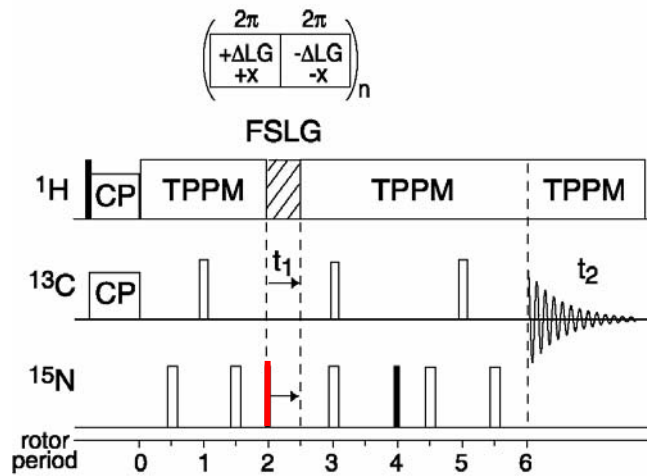 2π 2π
+ΔLG -ΔLG
+x -x
n
FSLG
¹H CP TPPM TPPM TPPM
¹³C CP t₁ t₂
¹⁵N
rotor
period 0 1 2 3 4 5 6